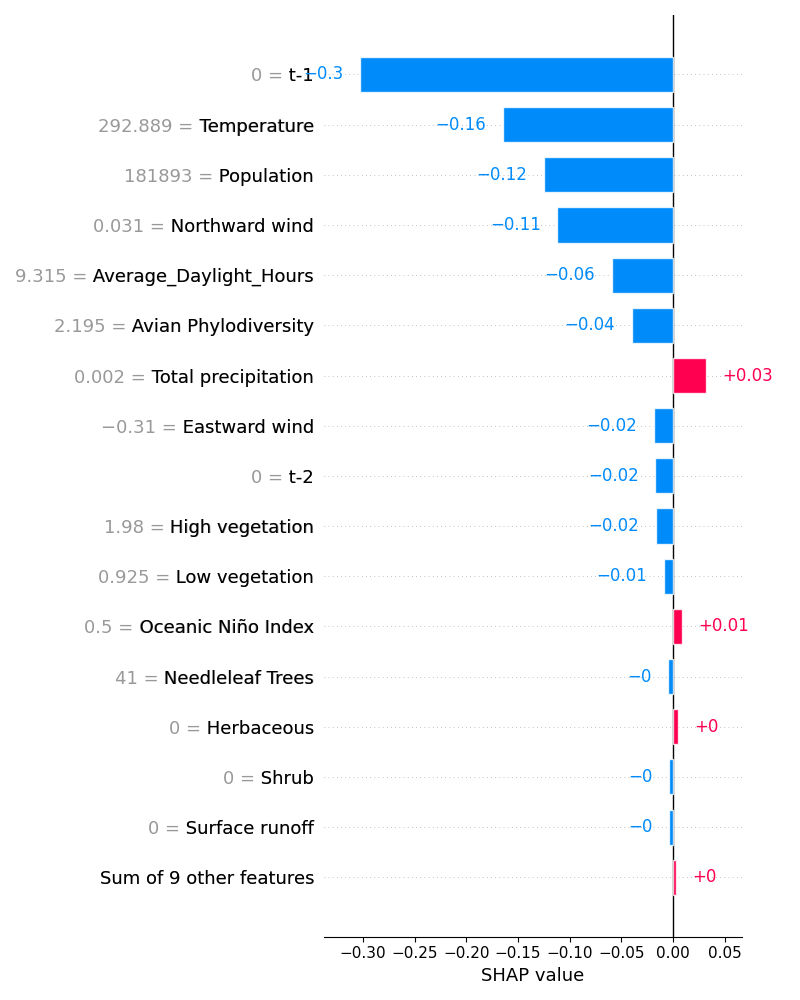 0 = t-1 −0.3
292.889 = Temperature −0.16
181893 = Population −0.12
0.031 = Northward wind −0.11
9.315 = Average_Daylight_Hours −0.06
2.195 = Avian Phylodiversity −0.04
0.002 = Total precipitation +0.03
−0.31 = Eastward wind −0.02
0 = t-2 −0.02
1.98 = High vegetation −0.02
0.925 = Low vegetation −0.01
0.5 = Oceanic Niño Index +0.01
41 = Needleleaf Trees −0
0 = Herbaceous +0
0 = Shrub −0
0 = Surface runoff −0
Sum of 9 other features +0
−0.30 −0.25 −0.20 −0.15 −0.10 −0.05 0.00 0.05
SHAP value